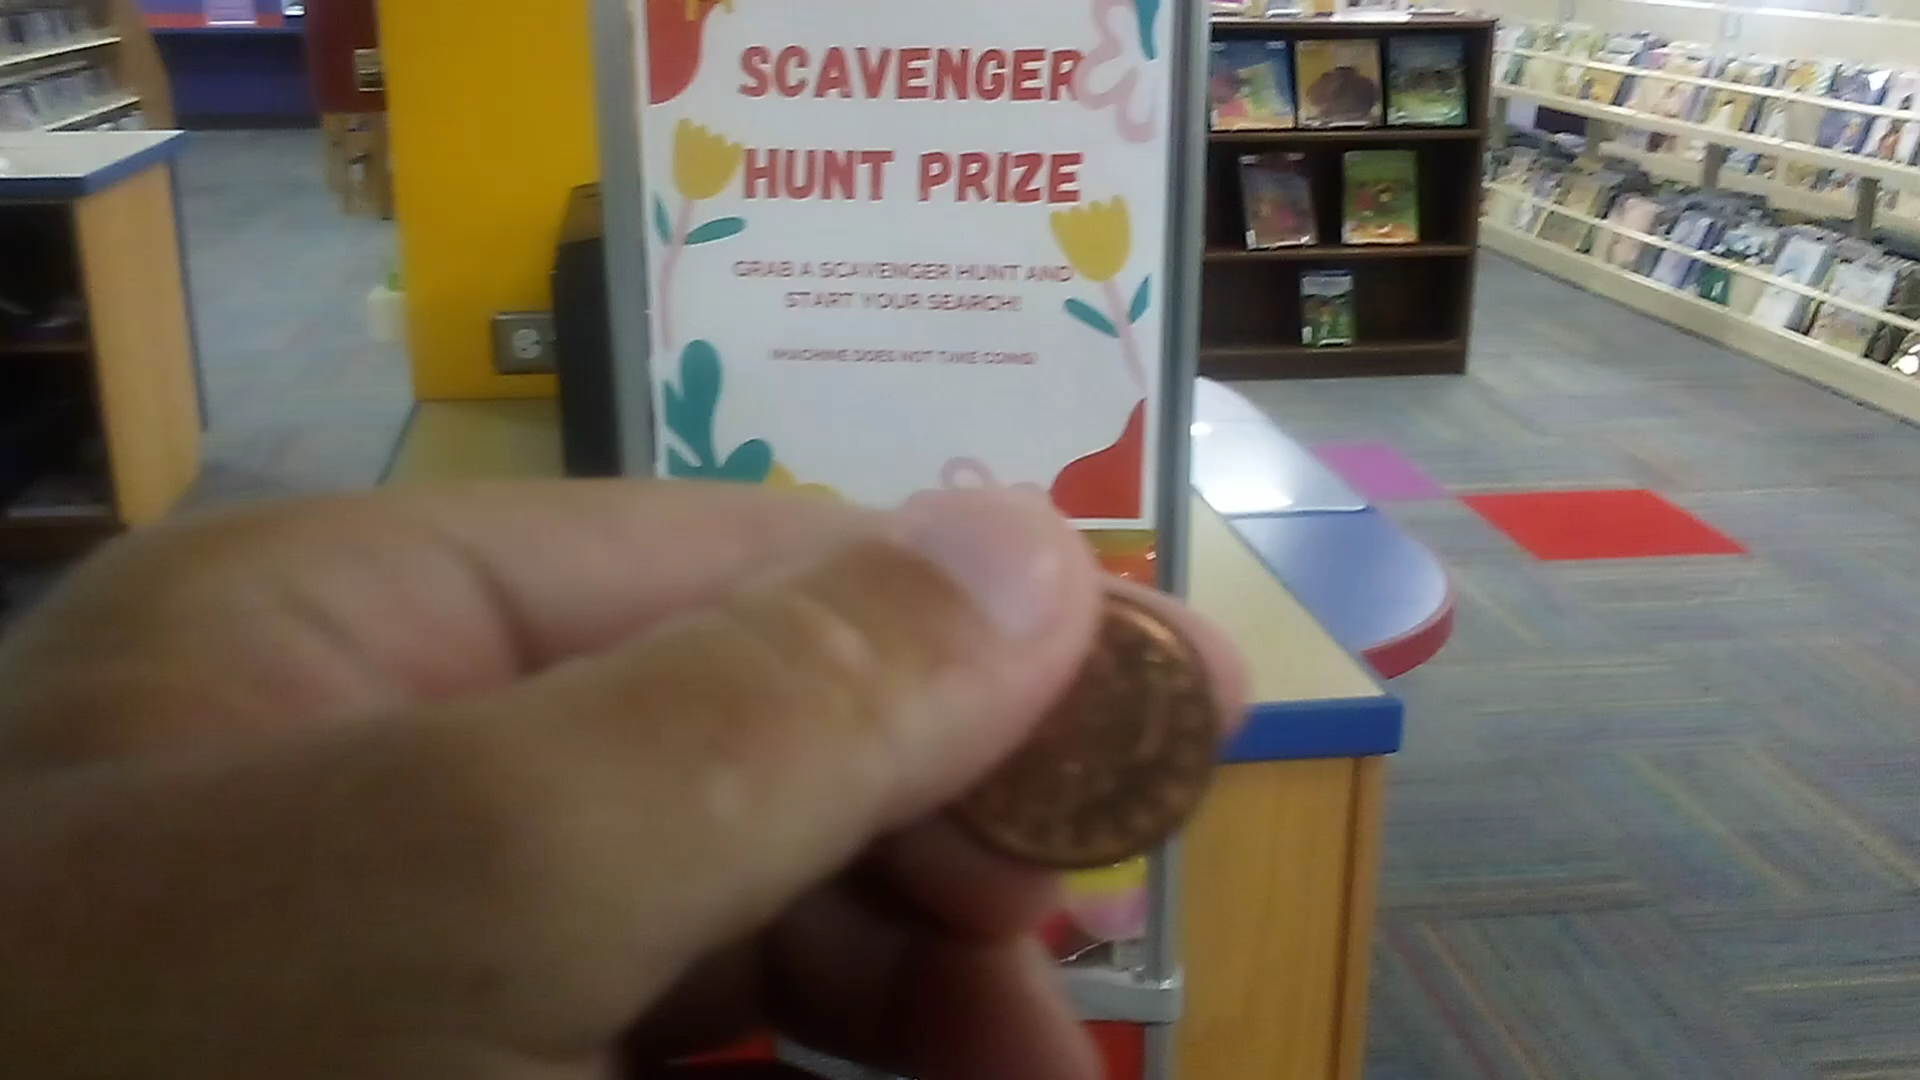 SCAVENGER
HUNT PRIZE
GRAB A SCAVENGER HUNT AND
START YOUR SEARCH!
MACHINE DOES NOT TAKE COINS!